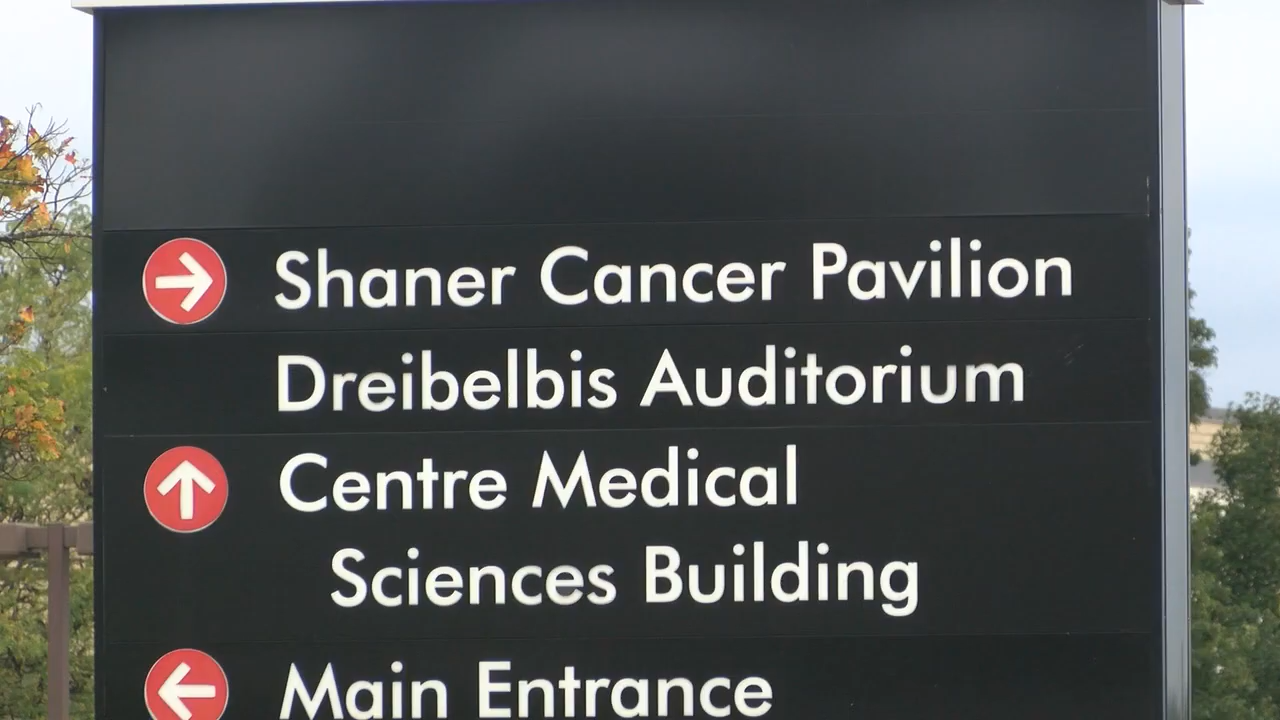 Shaner Cancer Pavilion
Dreibelbis Auditorium
Centre Medical
Sciences Building
Main Entrance